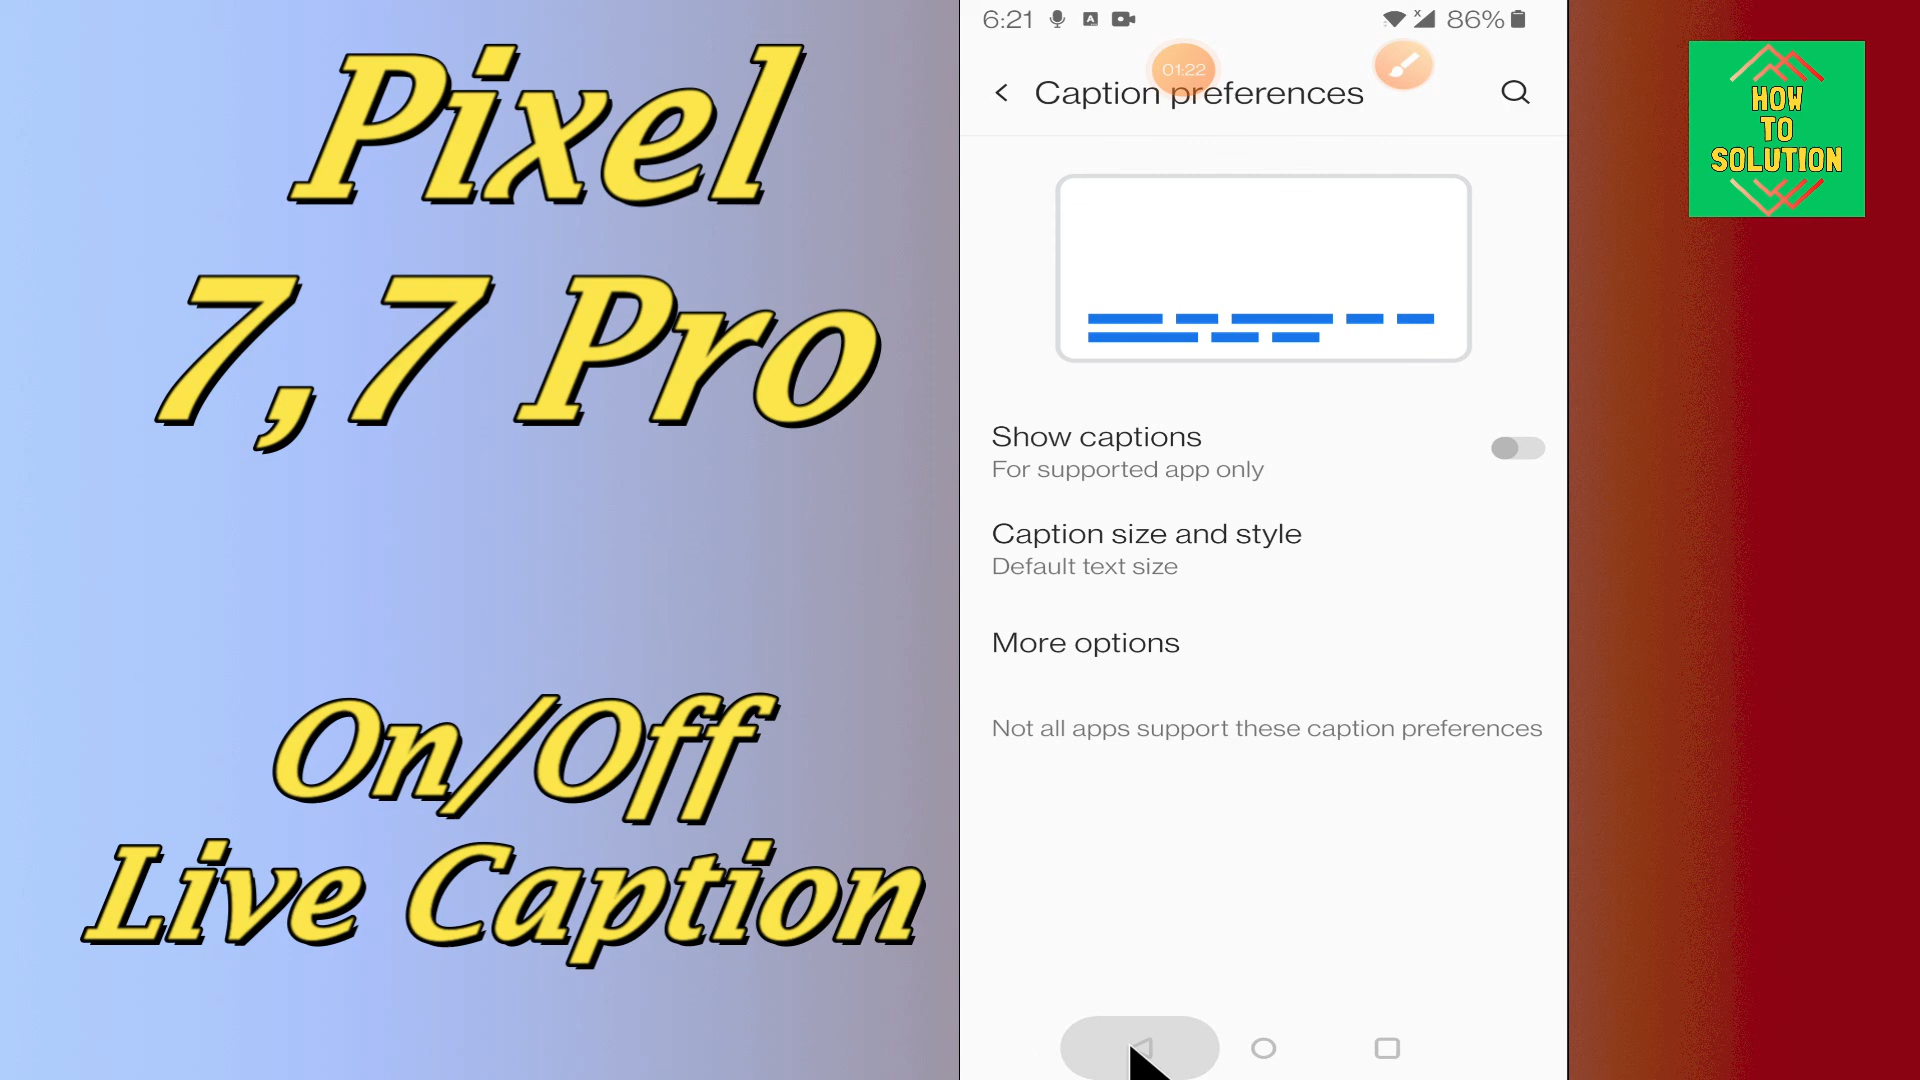 Pixel
7,7 Pro
On/Off
Live Caption
6:21
A
x
86%
01:22
Caption preferences
Show captions
For supported app only
Caption size and style
Default text size
More options
Not all apps support these caption preferences
HOW
TO
SOLUTION